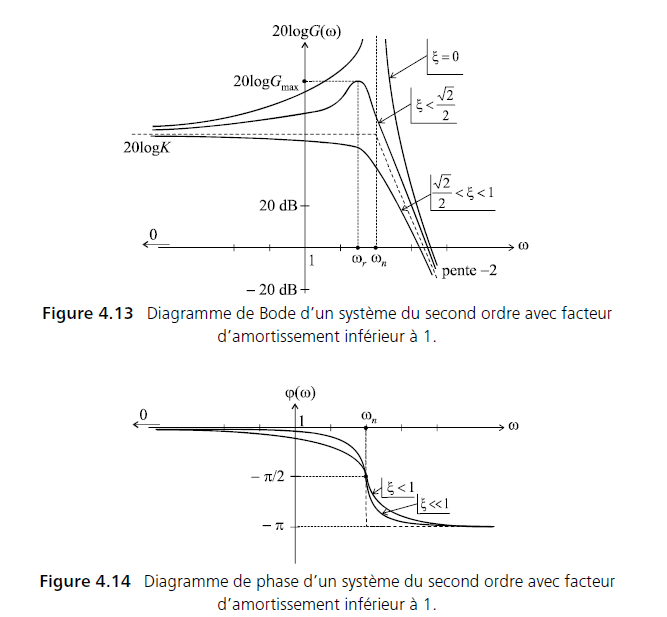 20logG(ω)
ξ=0
20logG_max
ξ < √2/2
20logK
√2/2 < ξ < 1
20 dB
0
ω
1
ω_r ω_n
pente −2
− 20 dB
Figure 4.13 Diagramme de Bode d’un système du second ordre avec facteur
d’amortissement inférieur à 1.
φ(ω)
0
1
ω_n
ω
− π/2
ξ < 1
ξ << 1
− π
Figure 4.14 Diagramme de phase d’un système du second ordre avec facteur
d’amortissement inférieur à 1.